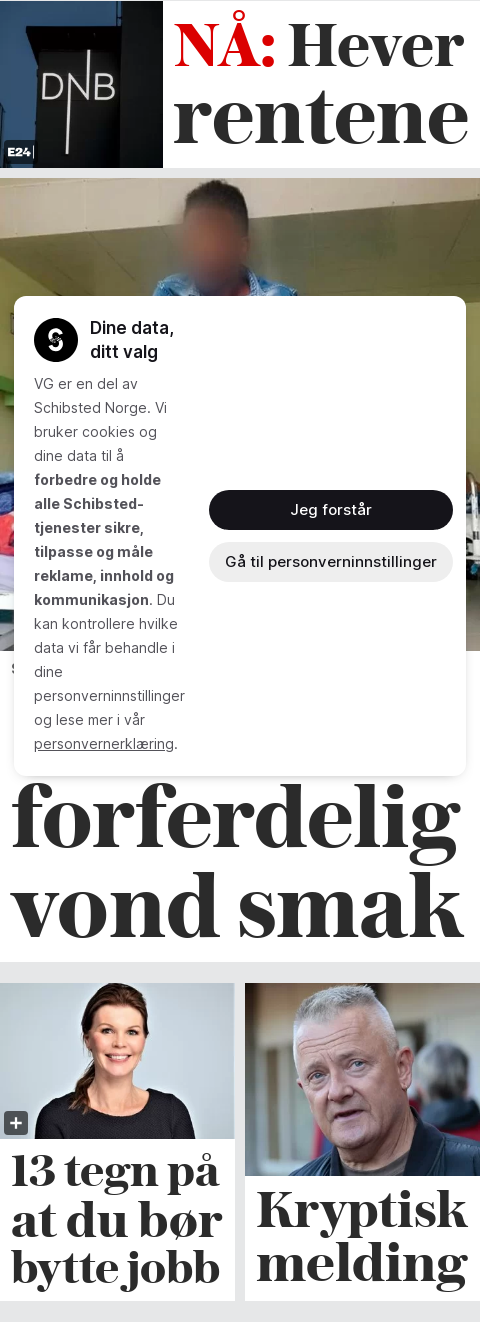 DNB
E24
NÅ: Hever
rentene
Dine data,
ditt valg
VG er en del av
Schibsted Norge. Vi
bruker cookies og
dine data til å
forbedre og holde
alle Schibsted-
tjenester sikre,
tilpasse og måle
reklame, innhold og
kommunikasjon. Du
kan kontrollere hvilke
data vi får behandle i
dine
personverninnstillinger
og lese mer i vår
personvernerklæring.
Jeg forstår
Gå til personverninnstillinger
forferdelig
vond smak
13 tegn på
at du bør
bytte jobb
Kryptisk
melding